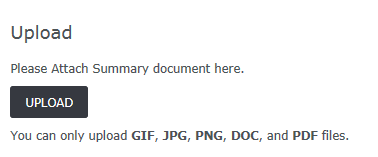 Upload
Please Attach Summary document here.
UPLOAD
You can only upload GIF, JPG, PNG, DOC, and PDF files.